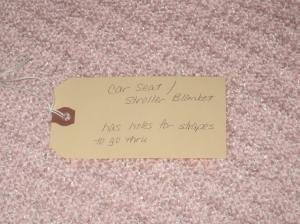 Car Seat /
Stroller Blanket
has holes for straps
to go thru